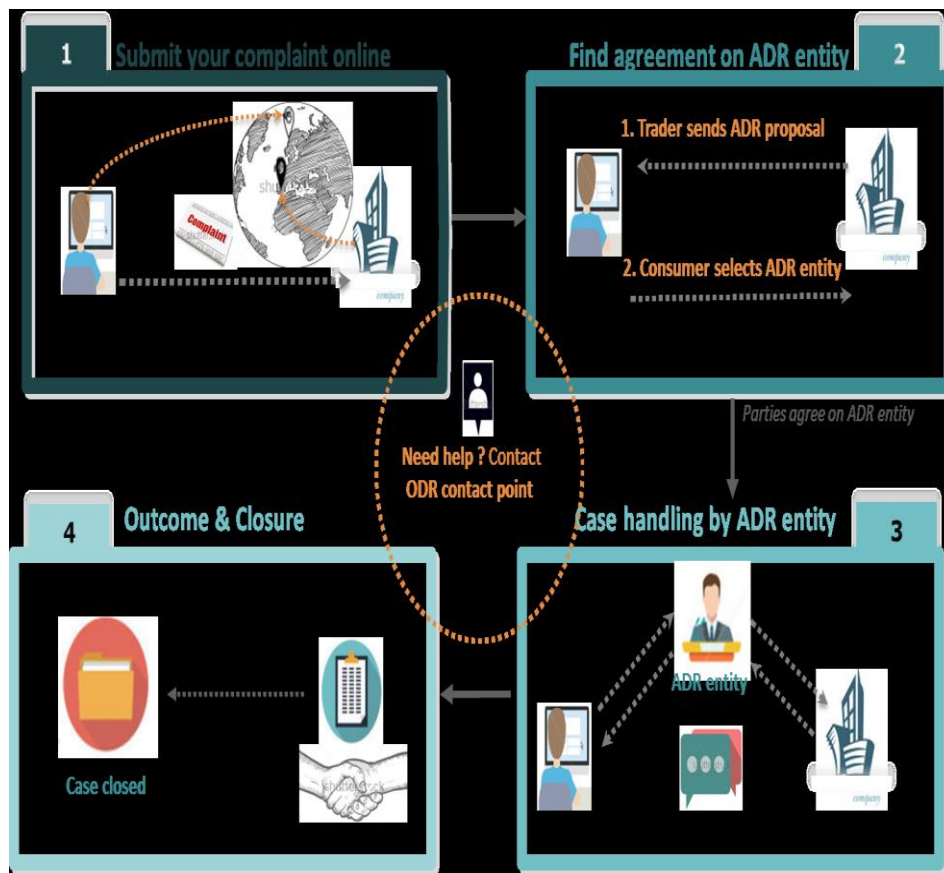 1
Submit your complaint online
Complaint
company
Find agreement on ADR entity
2
1. Trader sends ADR proposal
2. Consumer selects ADR entity
company
Parties agree on ADR entity
Need help ? Contact
ODR contact point
4
Outcome & Closure
Case closed
shutterstock
Case handling by ADR entity
3
ADR entity
company